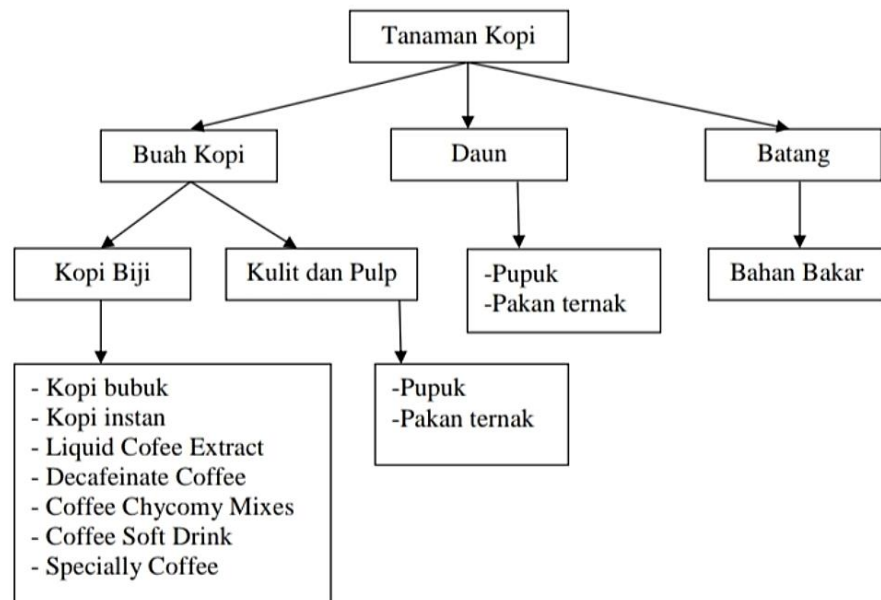 Tanaman Kopi
Buah Kopi
Daun
Batang
Kopi Biji
Kulit dan Pulp
-Pupuk
-Pakan ternak
Bahan Bakar
- Kopi bubuk
- Kopi instan
- Liquid Cofee Extract
- Decafeinate Coffee
- Coffee Chycomy Mixes
- Coffee Soft Drink
- Specially Coffee
-Pupuk
-Pakan ternak